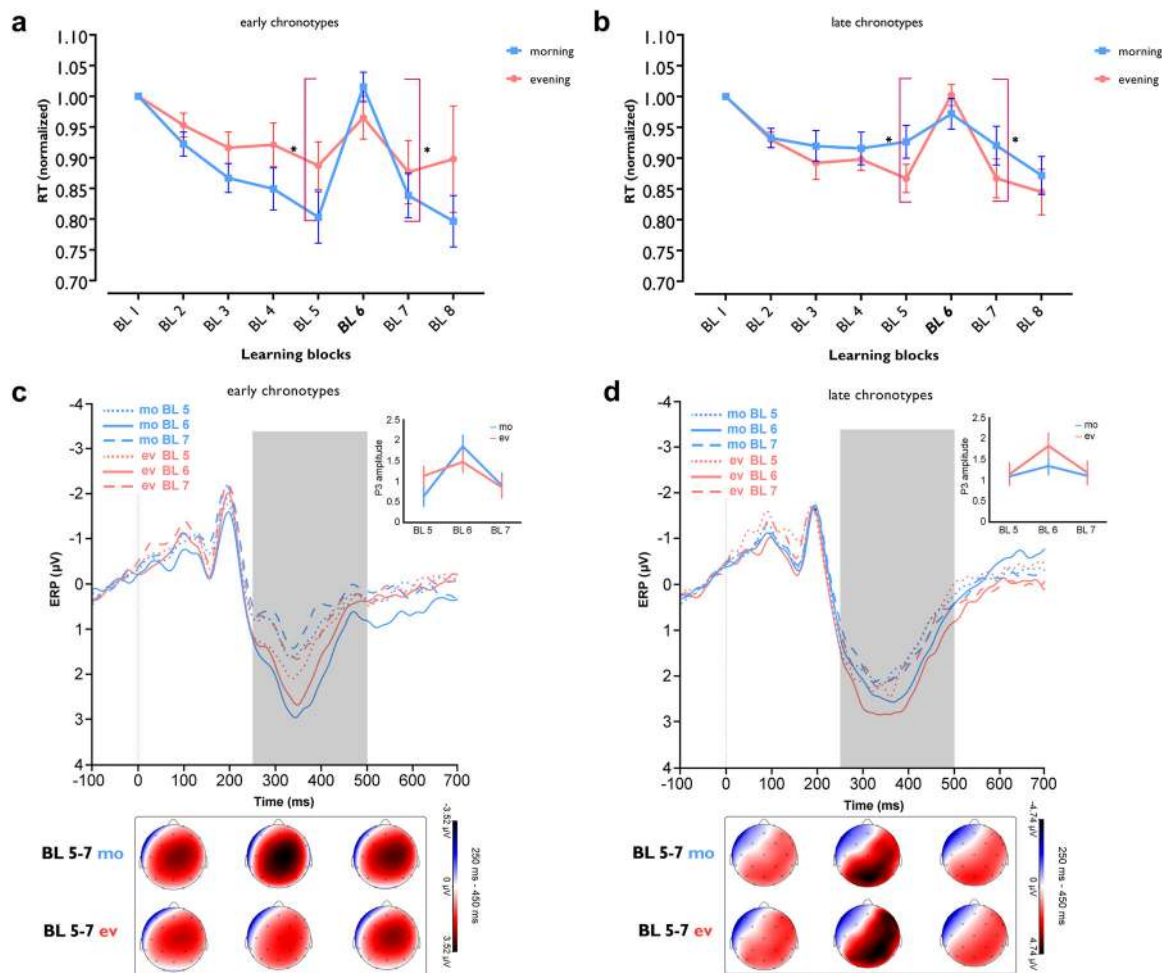 a
early chronotypes
1.10
1.05
1.00
0.95
0.90
0.85
0.80
0.75
0.70
RT (normalized)
morning
evening
*
*
BL 1
BL 2
BL 3
BL 4
BL 5
BL 6
BL 7
BL 8
Learning blocks
b
late chronotypes
1.10
1.05
1.00
0.95
0.90
0.85
0.80
0.75
0.70
RT (normalized)
morning
evening
*
*
BL 1
BL 2
BL 3
BL 4
BL 5
BL 6
BL 7
BL 8
Learning blocks
c
early chronotypes
-4
-3
-2
-1
0
1
2
3
4
ERP (µV)
mo BL 5
mo BL 6
mo BL 7
ev BL 5
ev BL 6
ev BL 7
2.5
2
1.5
1
0.5
0
P3 amplitude
mo
ev
BL 5 BL 6 BL 7
-100 0 100 200 300 400 500 600 700
Time (ms)
BL 5-7 mo
BL 5-7 ev
-3.52 µV
0 µV
3.52 µV
250 ms - 450 ms
d
late chronotypes
-4
-3
-2
-1
0
1
2
3
4
ERP (µV)
mo BL 5
mo BL 6
mo BL 7
ev BL 5
ev BL 6
ev BL 7
2.5
2
1.5
1
0.5
0
P3 amplitude
mo
ev
BL 5 BL 6 BL 7
-100 0 100 200 300 400 500 600 700
Time (ms)
BL 5-7 mo
BL 5-7 ev
-4.74 µV
0 µV
4.74 µV
250 ms - 450 ms